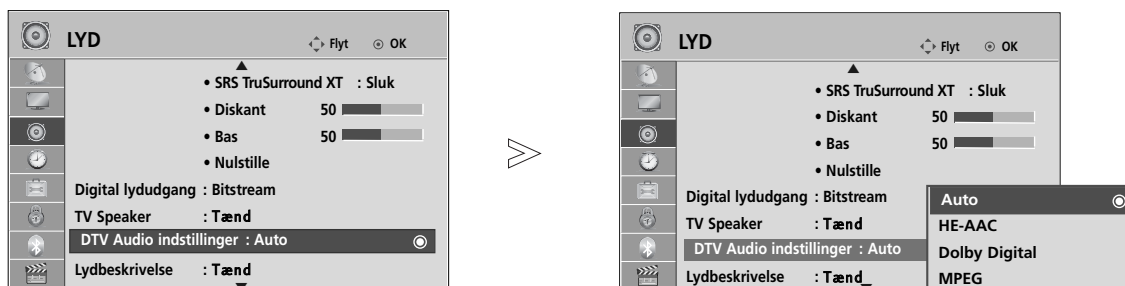 LYD
Flyt OK
• SRS TruSurround XT : Sluk
• Diskant 50
• Bas 50
• Nulstille
Digital lydudgang : Bitstream
TV Speaker : Tænd
DTV Audio indstillinger : Auto
Lydbeskrivelse : Tænd
LYD
Flyt OK
• SRS TruSurround XT : Sluk
• Diskant 50
• Bas 50
• Nulstille
Digital lydudgang : Bitstream
TV Speaker : Tænd
DTV Audio indstillinger : Auto
Lydbeskrivelse : Tænd
Auto
HE-AAC
Dolby Digital
MPEG